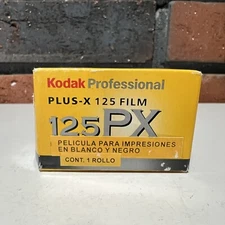 Kodak Professional
PLUS-X 125 FILM
125PX
PELICULA PARA IMPRESIONES
EN BLANCO Y NEGRO
CONT. 1 ROLLO